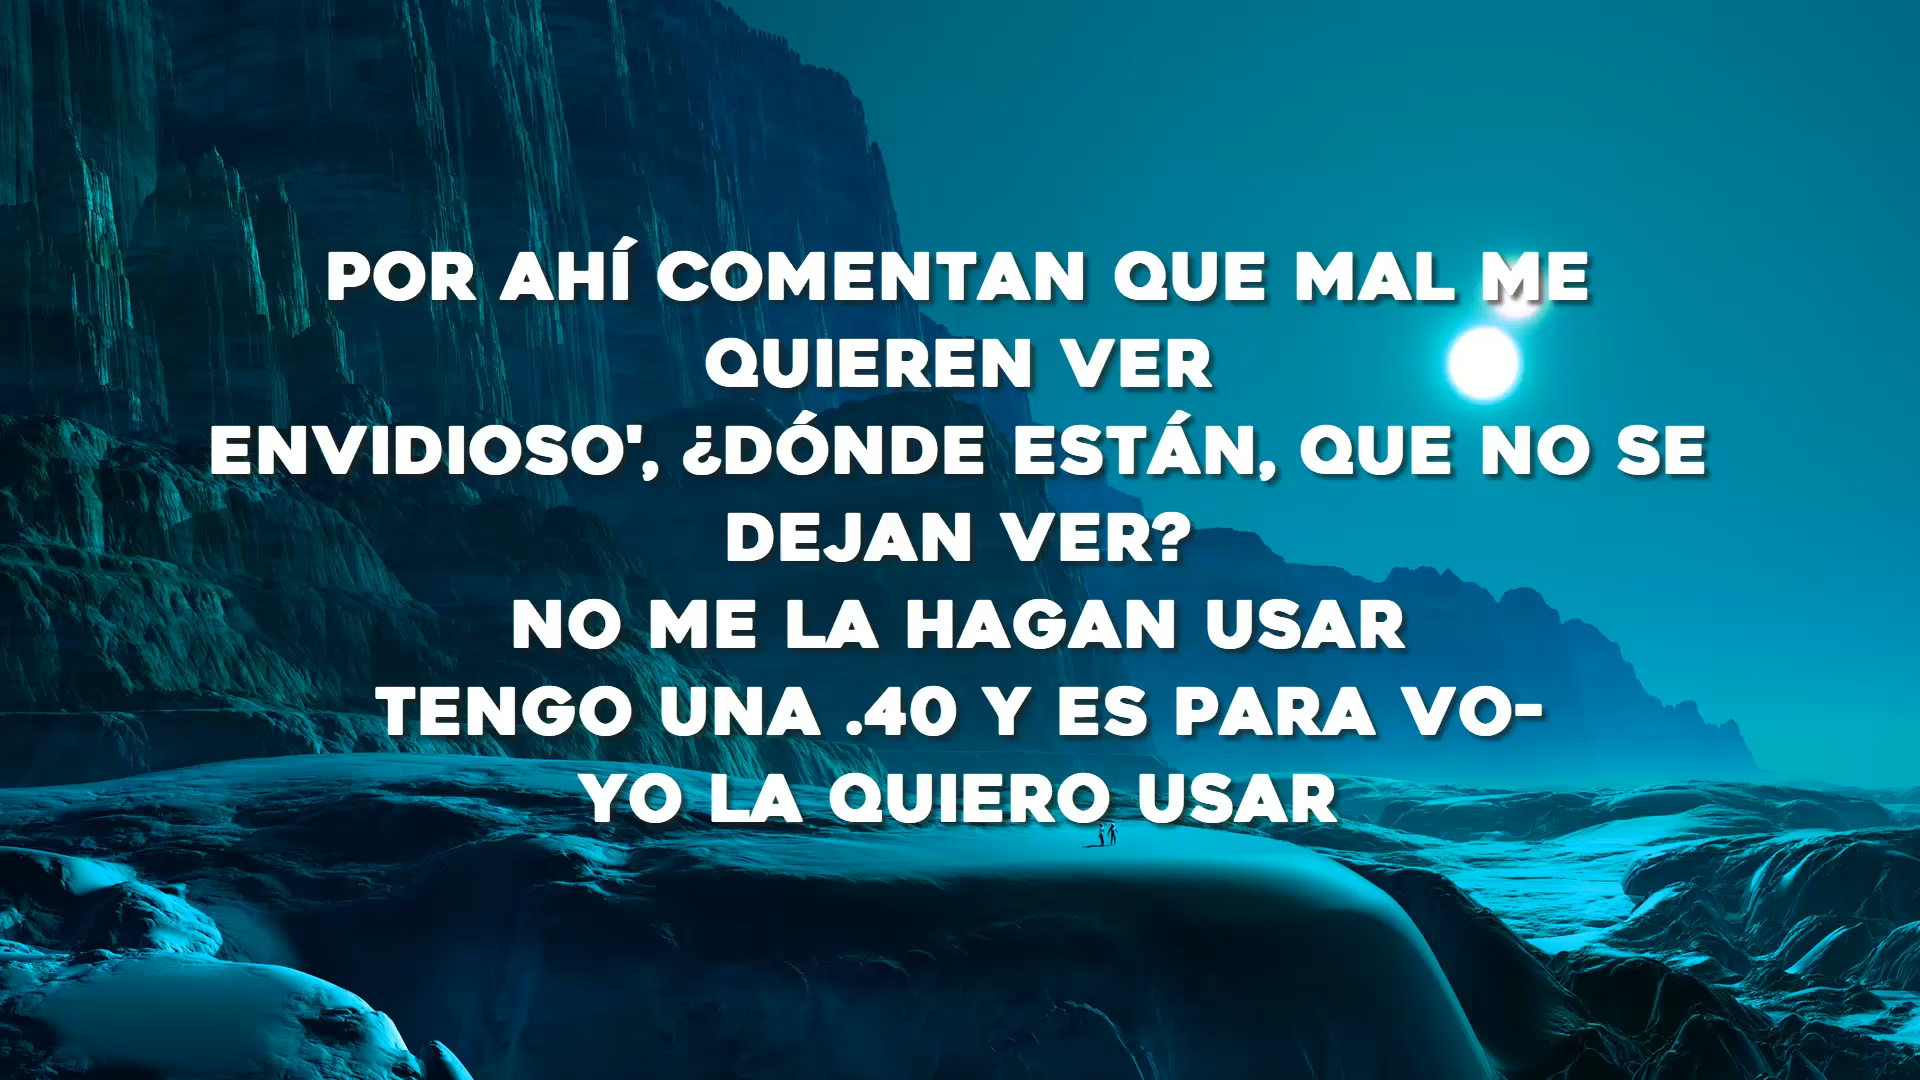 POR AHÍ COMENTAN QUE MAL ME
QUIEREN VER
ENVIDIOSO', ¿DÓNDE ESTÁN, QUE NO SE
DEJAN VER?
NO ME LA HAGAN USAR
TENGO UNA .40 Y ES PARA VO-
YO LA QUIERO USAR